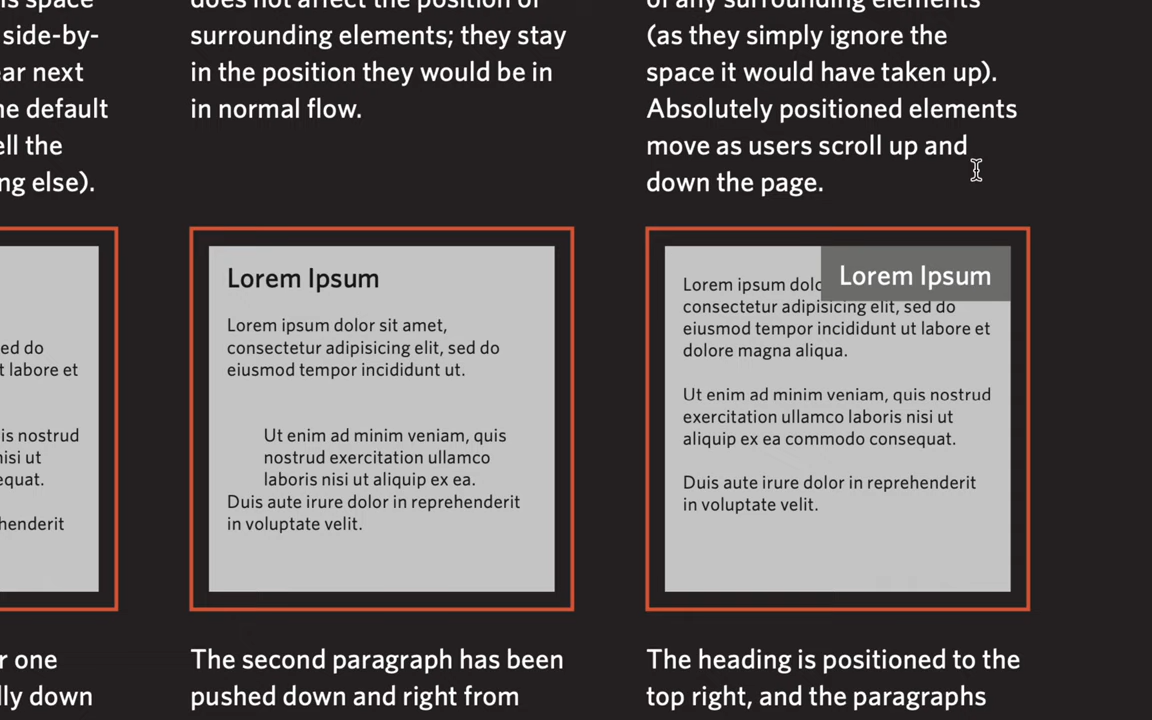 s space
side-by-
ar next
ne default
ell the
ng else).
ed do
t labore et
is nostrud
nisi ut
equat.
henderit
r one
lly down
does not affect the position of
surrounding elements; they stay
in the position they would be in
in normal flow.
Lorem Ipsum
Lorem ipsum dolor sit amet,
consectetur adipisicing elit, sed do
eiusmod tempor incididunt ut.
Ut enim ad minim veniam, quis
nostrud exercitation ullamco
laboris nisi ut aliquip ex ea.
Duis aute irure dolor in reprehenderit
in voluptate velit.
The second paragraph has been
pushed down and right from
of any surrounding elements
(as they simply ignore the
space it would have taken up).
Absolutely positioned elements
move as users scroll up and
down the page.
Lorem Ipsum
Lorem ipsum dolo
consectetur adipisicing elit, sed do
eiusmod tempor incididunt ut labore et
dolore magna aliqua.
Ut enim ad minim veniam, quis nostrud
exercitation ullamco laboris nisi ut
aliquip ex ea commodo consequat.
Duis aute irure dolor in reprehenderit
in voluptate velit.
The heading is positioned to the
top right, and the paragraphs